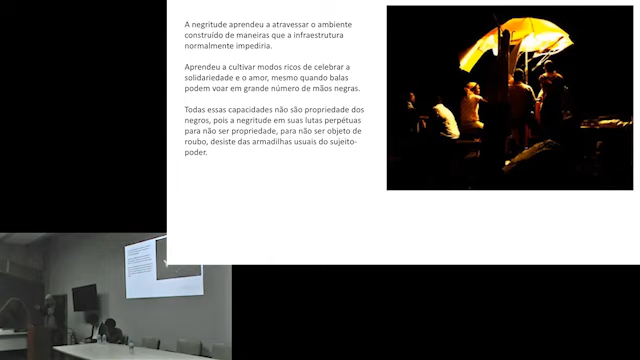 A negritude aprendeu a atravessar o ambiente
construído de maneiras que a infraestrutura
normalmente impediria.
Aprendeu a cultivar modos ricos de celebrar a
solidariedade e o amor, mesmo quando balas
podem voar em grande número de mãos negras.
Todas essas capacidades não são propriedade dos
negros, pois a negritude em suas lutas perpétuas
para não ser propriedade, para não ser objeto de
roubo, desiste das armadilhas usuais do sujeito-
poder.